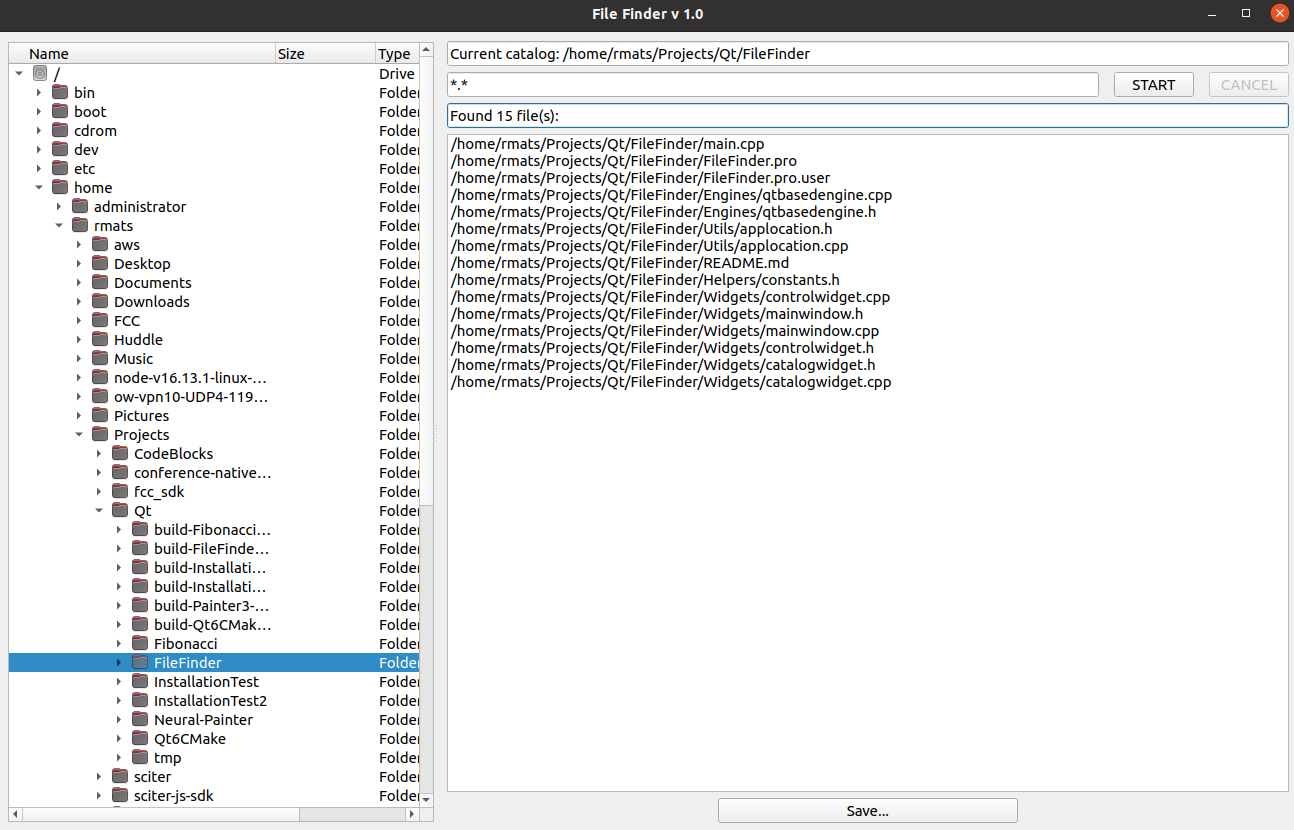 File Finder v 1.0
Name Size Type
/ Drive
bin Folder
boot Folder
cdrom Folder
dev Folder
etc Folder
home Folder
administrator Folder
rmats Folder
aws Folder
Desktop Folder
Documents Folder
Downloads Folder
FCC Folder
Huddle Folder
Music Folder
node-v16.13.1-linux-... Folder
ow-vpn10-UDP4-119... Folder
Pictures Folder
Projects Folder
CodeBlocks Folder
conference-native... Folder
fcc_sdk Folder
Qt Folder
build-Fibonacci... Folder
build-FileFinde... Folder
build-Installati... Folder
build-Installati... Folder
build-Painter3-... Folder
build-Qt6CMak... Folder
Fibonacci Folder
FileFinder Folder
InstallationTest Folder
InstallationTest2 Folder
Neural-Painter Folder
Qt6CMake Folder
tmp Folder
sciter Folder
sciter-js-sdk Folder
Current catalog: /home/rmats/Projects/Qt/FileFinder
*.* START CANCEL
Found 15 file(s):
/home/rmats/Projects/Qt/FileFinder/main.cpp
/home/rmats/Projects/Qt/FileFinder/FileFinder.pro
/home/rmats/Projects/Qt/FileFinder/FileFinder.pro.user
/home/rmats/Projects/Qt/FileFinder/Engines/qtbasedengine.cpp
/home/rmats/Projects/Qt/FileFinder/Engines/qtbasedengine.h
/home/rmats/Projects/Qt/FileFinder/Utils/applocation.h
/home/rmats/Projects/Qt/FileFinder/Utils/applocation.cpp
/home/rmats/Projects/Qt/FileFinder/README.md
/home/rmats/Projects/Qt/FileFinder/Helpers/constants.h
/home/rmats/Projects/Qt/FileFinder/Widgets/controlwidget.cpp
/home/rmats/Projects/Qt/FileFinder/Widgets/mainwindow.h
/home/rmats/Projects/Qt/FileFinder/Widgets/mainwindow.cpp
/home/rmats/Projects/Qt/FileFinder/Widgets/controlwidget.h
/home/rmats/Projects/Qt/FileFinder/Widgets/catalogwidget.h
/home/rmats/Projects/Qt/FileFinder/Widgets/catalogwidget.cpp
Save...